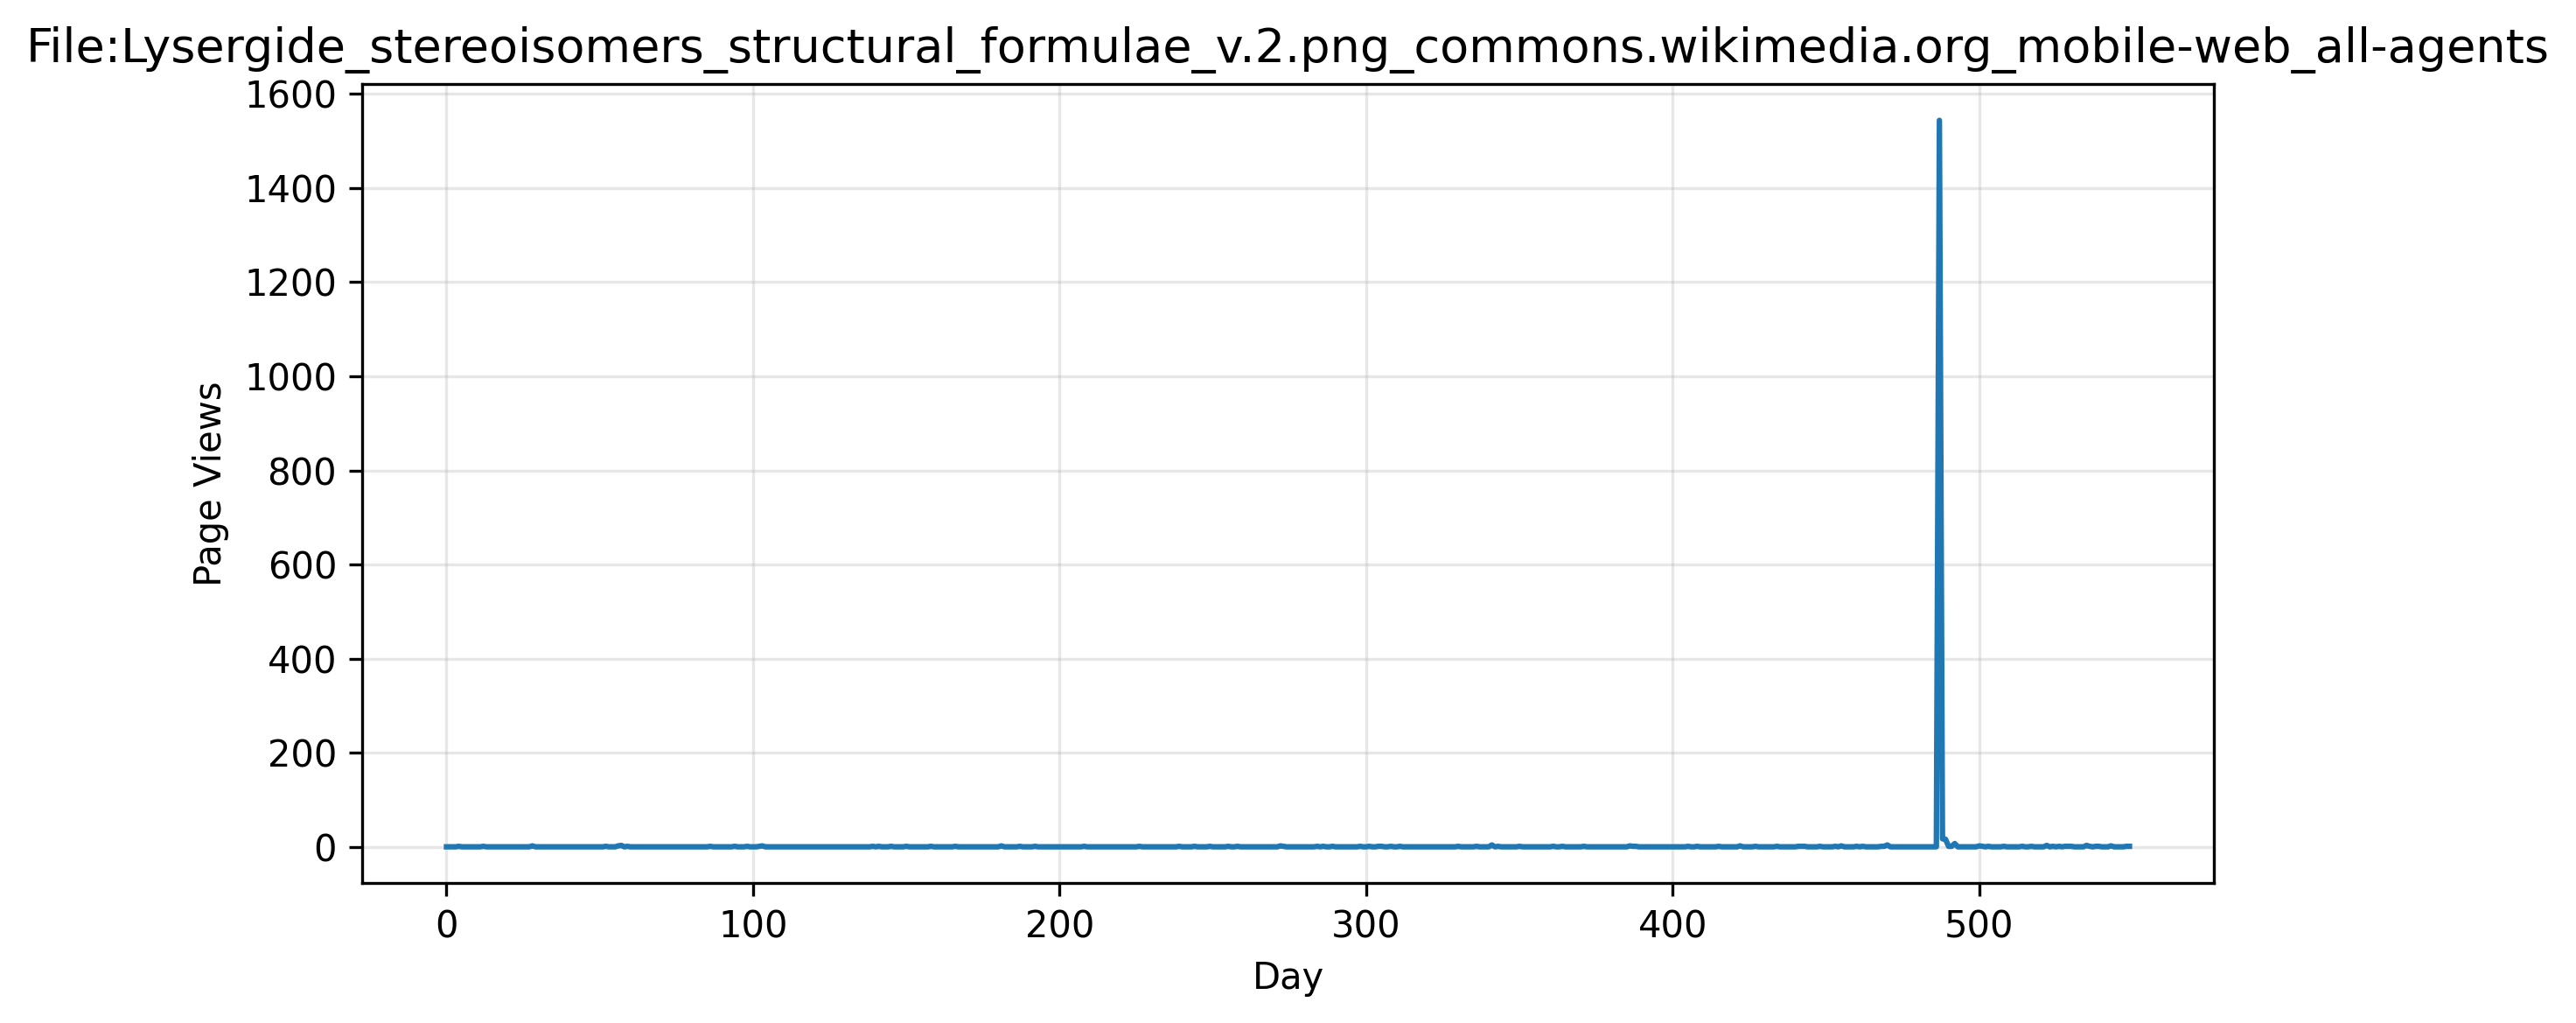 File:Lysergide_stereoisomers_structural_formulae_v.2.png_commons.wikimedia.org_mobile-web_all-agents
1600
1400
1200
1000
800
600
400
200
0
Page Views
0 100 200 300 400 500
Day